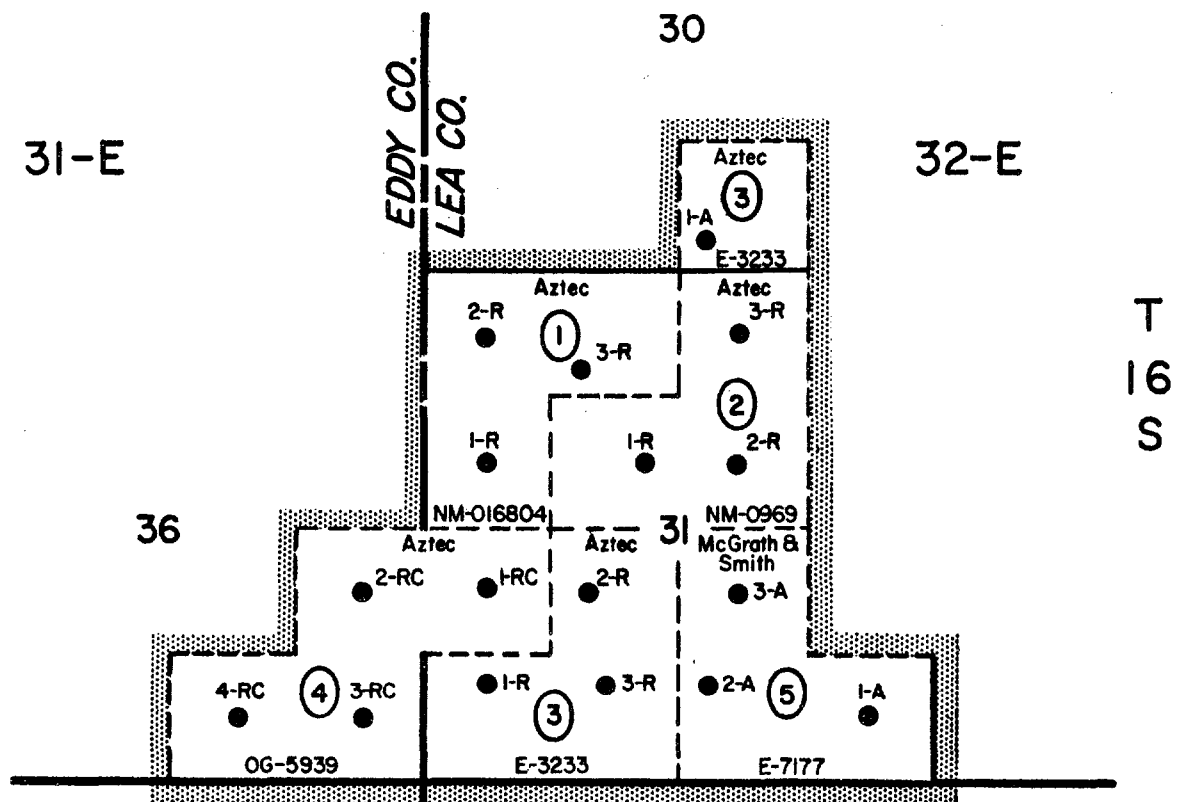 30
EDDY CO.
LEA CO.
31-E
32-E
Aztec
3
1-A
E-3233
Aztec
Aztec
2-R
1
3-R
3-R
2
1-R
1-R
2-R
NM-016804
NM-0969
T
16
S
36
31
Aztec
Aztec
McGrath &
Smith
2-RC
1-RC
2-R
3-A
4-RC
4
3-RC
1-R
3
3-R
2-A
5
1-A
OG-5939
E-3233
E-7177